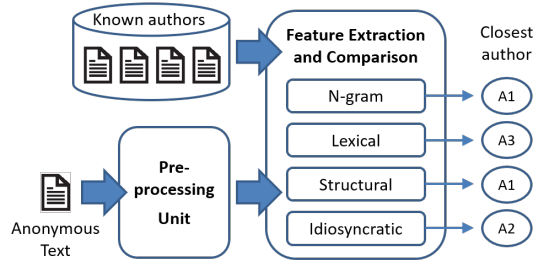 Known authors
Feature Extraction
and Comparison
Closest
author
N-gram
A1
Lexical
A3
Structural
A1
Idiosyncratic
A2
Pre-
processing
Unit
Anonymous
Text